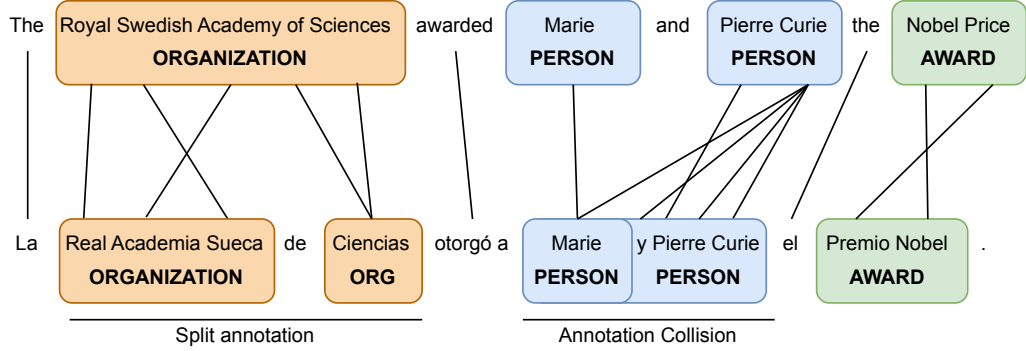 The Royal Swedish Academy of Sciences awarded Marie and Pierre Curie the Nobel Price
ORGANIZATION PERSON PERSON AWARD
La Real Academia Sueca de Ciencias otorgó a Marie y Pierre Curie el Premio Nobel .
ORGANIZATION ORG PERSON PERSON AWARD
Split annotation Annotation Collision